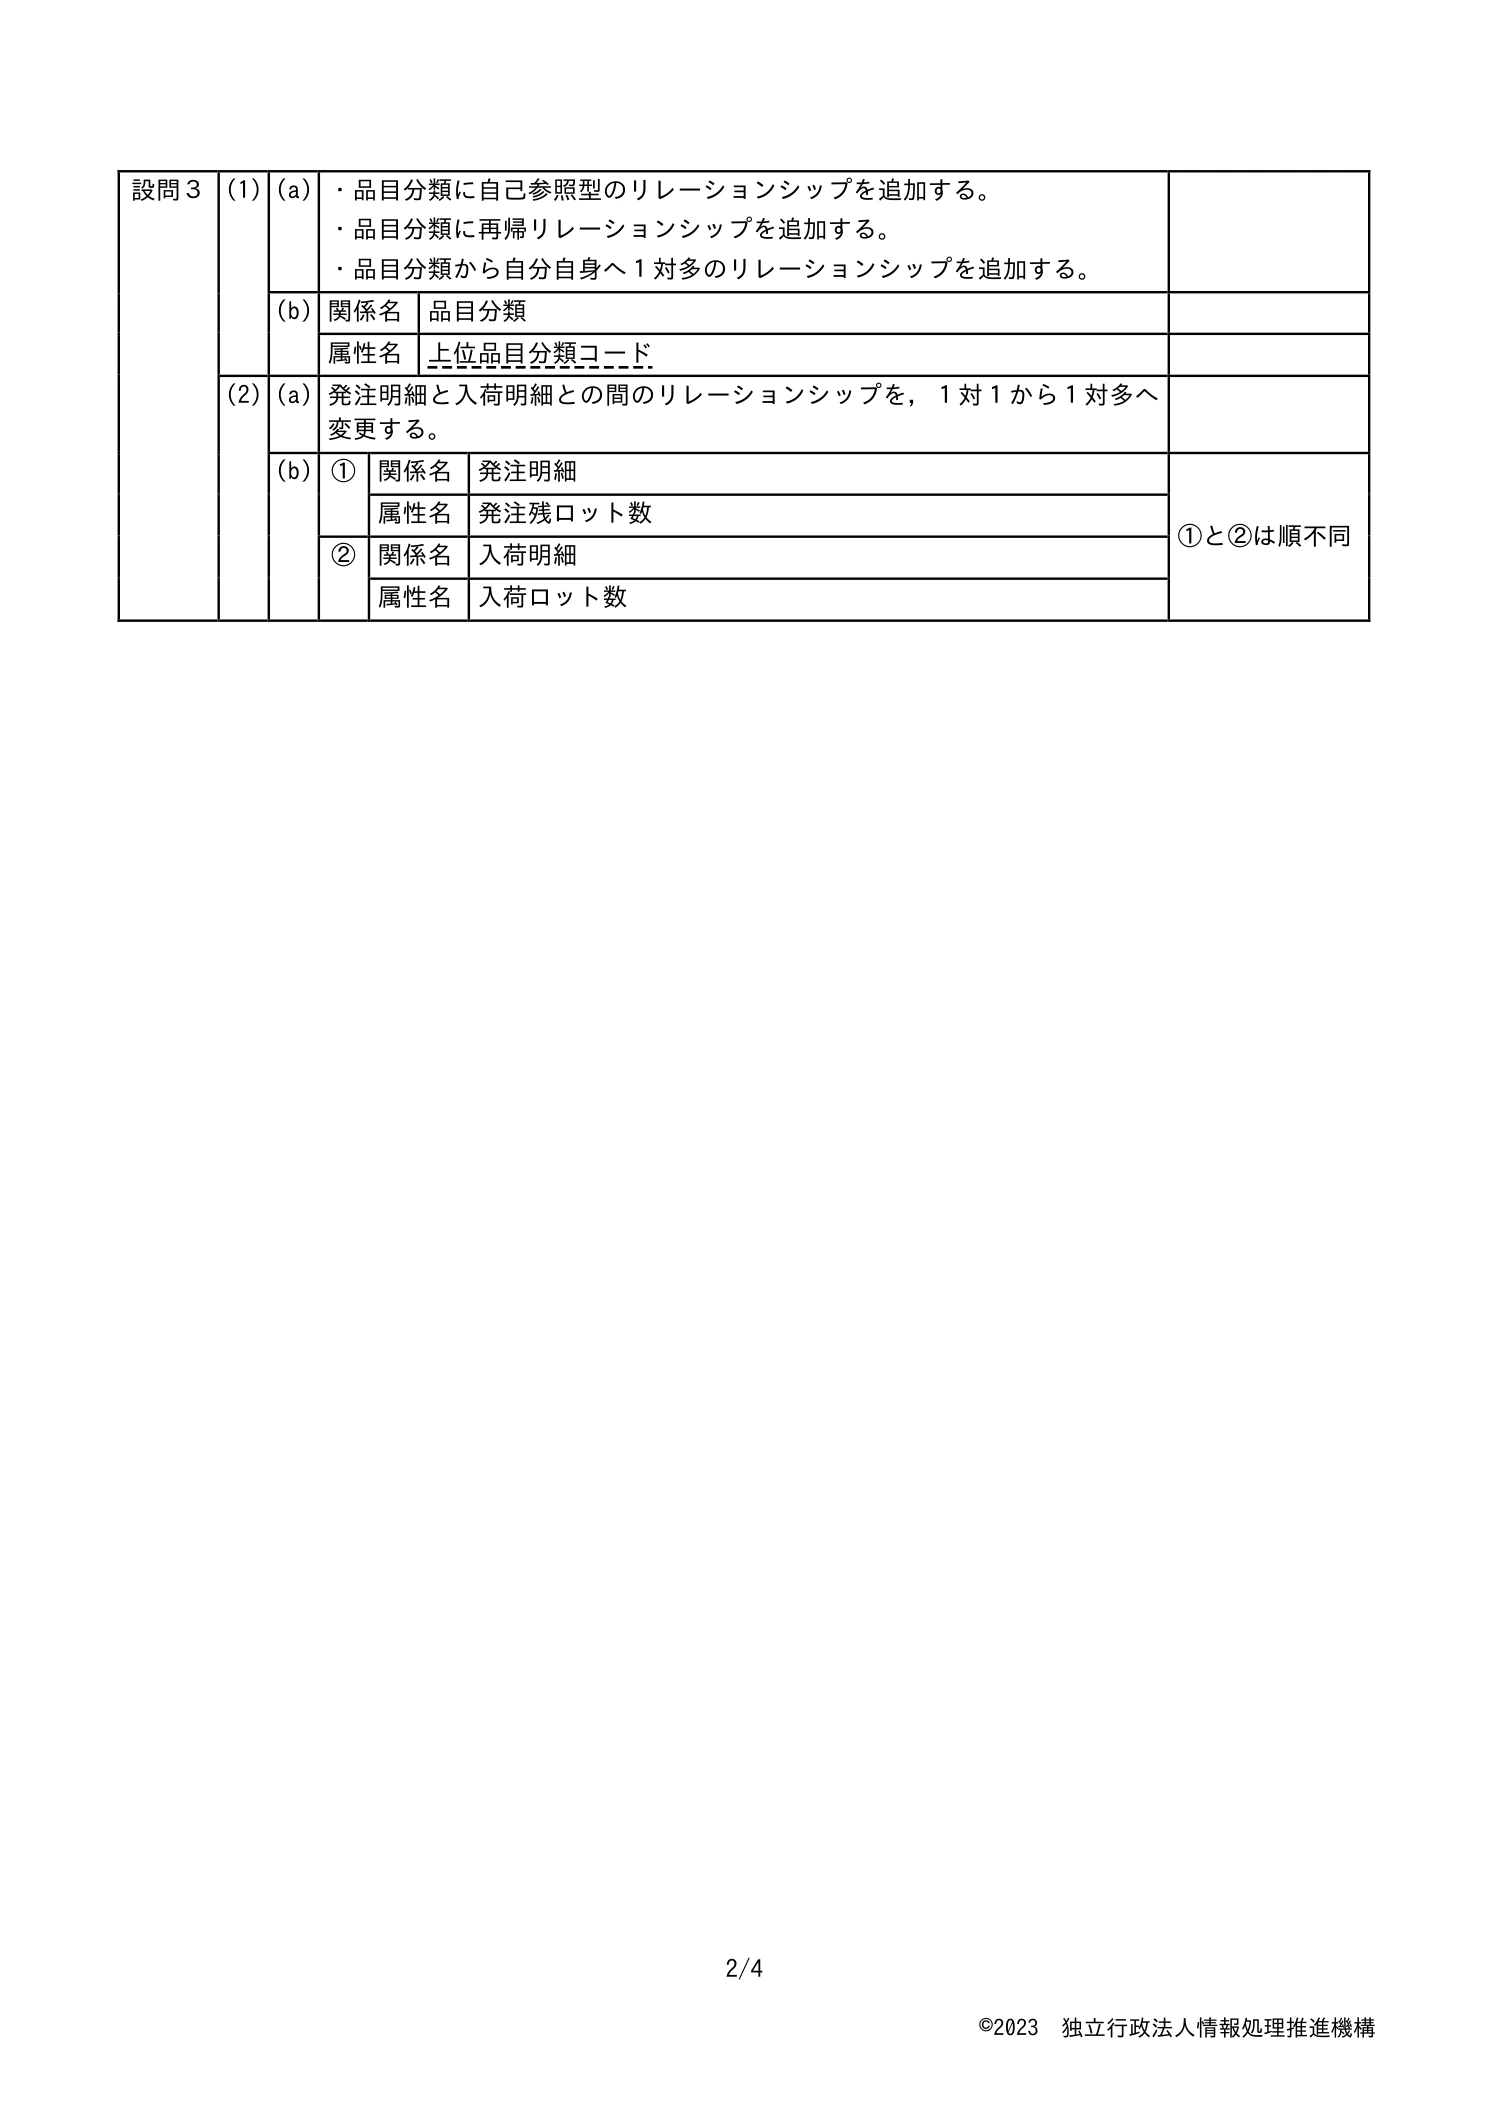 設問３ (1) (a) ・品目分類に自己参照型のリレーションシップを追加する。
・品目分類に再帰リレーションシップを追加する。
・品目分類から自分自身へ１対多のリレーションシップを追加する。
(b) 関係名 品目分類
属性名 上位品目分類コード
(2) (a) 発注明細と入荷明細との間のリレーションシップを，１対１から１対多へ
変更する。
(b) ① 関係名 発注明細
属性名 発注残ロット数
①と②は順不同
② 関係名 入荷明細
属性名 入荷ロット数
2/4
©2023　独立行政法人情報処理推進機構